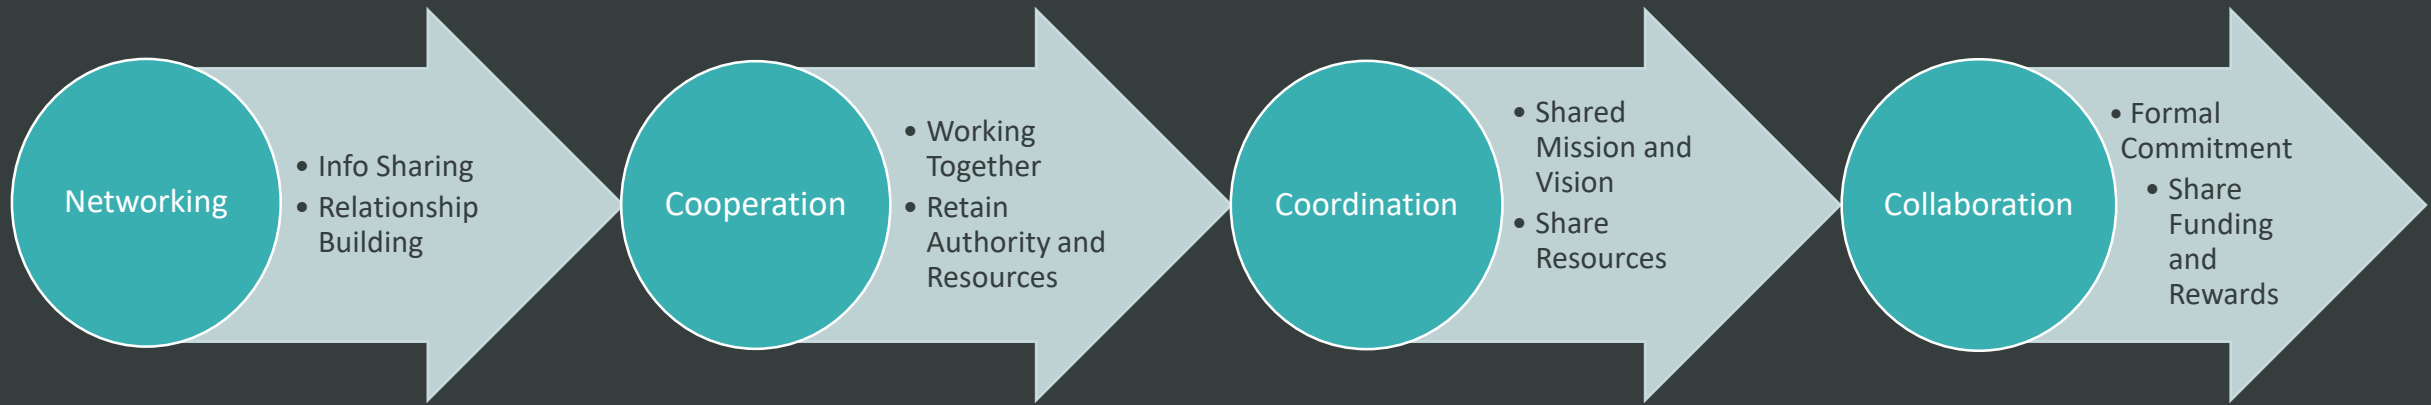 Networking
• Info Sharing
• Relationship
Building
Cooperation
• Working
Together
• Retain
Authority and
Resources
Coordination
• Shared
Mission and
Vision
• Share
Resources
Collaboration
• Formal
Commitment
• Share
Funding
and
Rewards